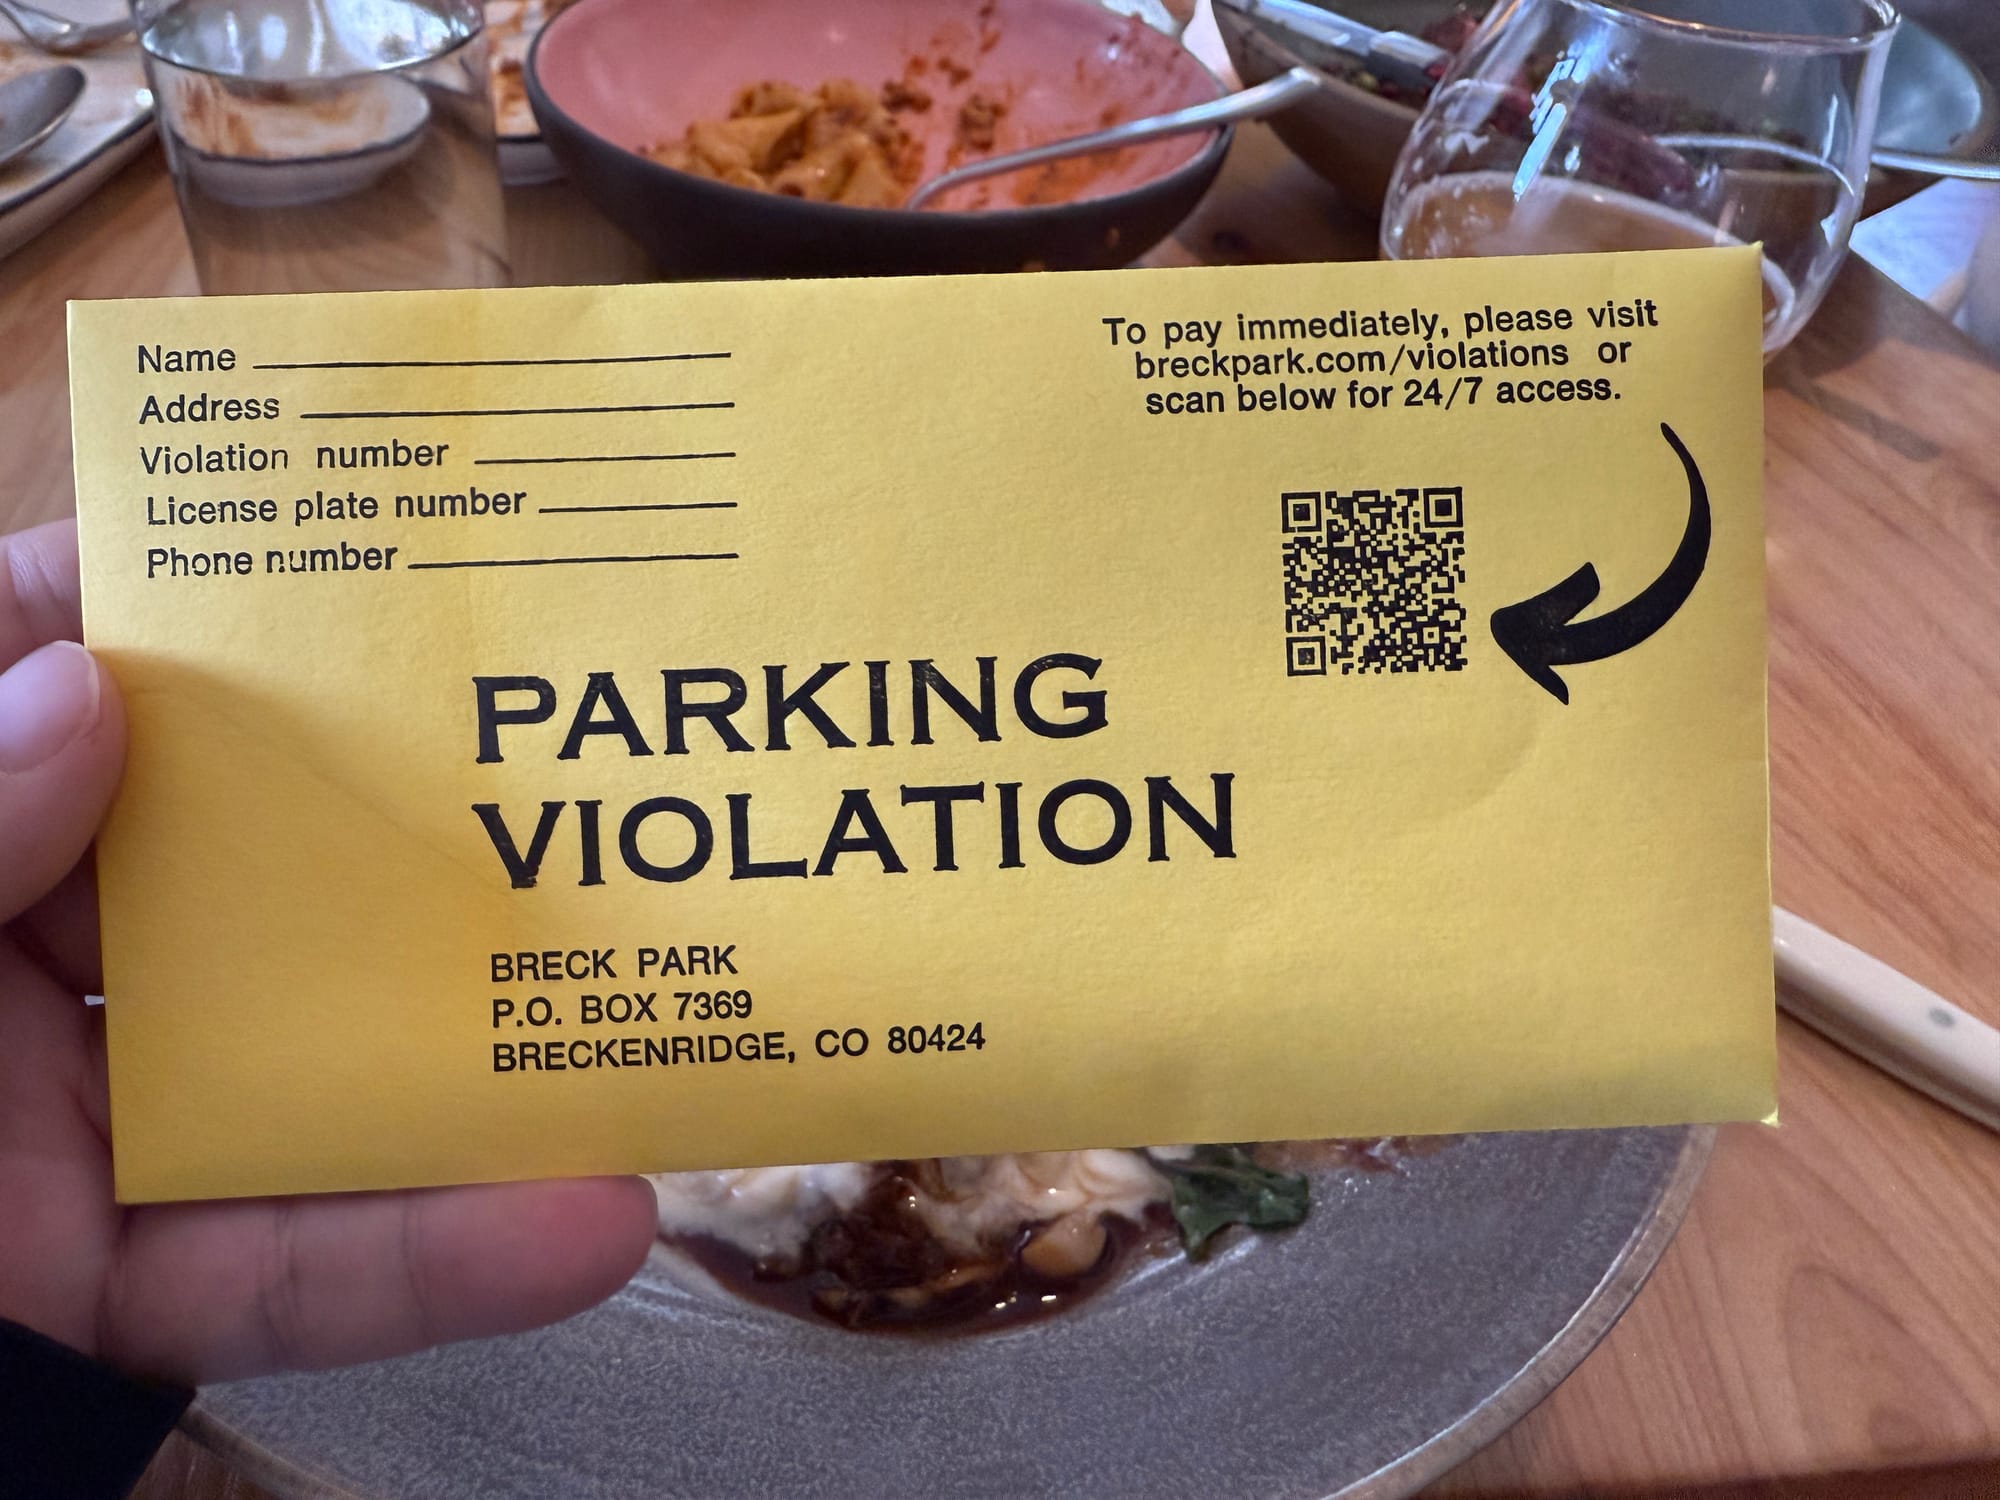 Name
Address
Violation number
License plate number
Phone number
To pay immediately, please visit
breckpark.com/violations or
scan below for 24/7 access.
PARKING
VIOLATION
BRECK PARK
P.O. BOX 7369
BRECKENRIDGE, CO 80424